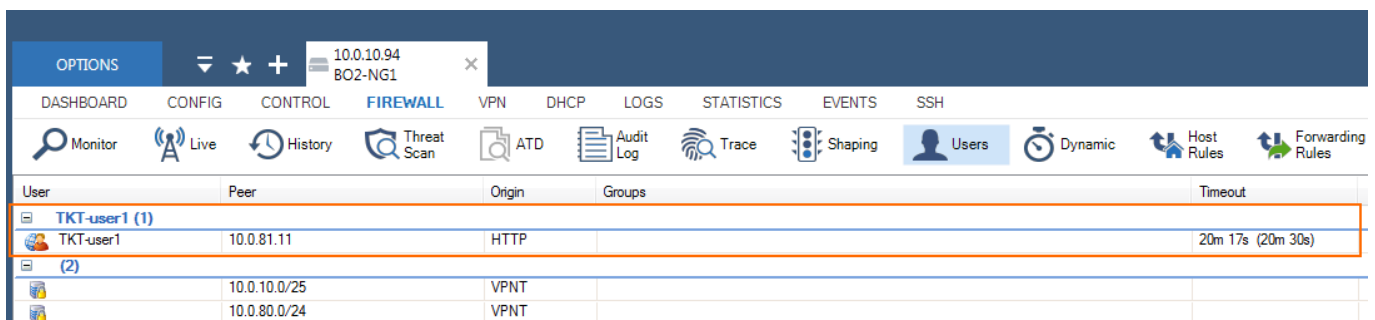 OPTIONS
10.0.10.94
BO2-NG1
DASHBOARD CONFIG CONTROL FIREWALL VPN DHCP LOGS STATISTICS EVENTS SSH
Monitor Live History Threat Scan ATD Audit Log Trace Shaping Users Dynamic Host Rules Forwarding Rules
User Peer Origin Groups Timeout
TKT-user1 (1)
TKT-user1 10.0.81.11 HTTP 20m 17s (20m 30s)
(2)
10.0.10.0/25 VPNT
10.0.80.0/24 VPNT